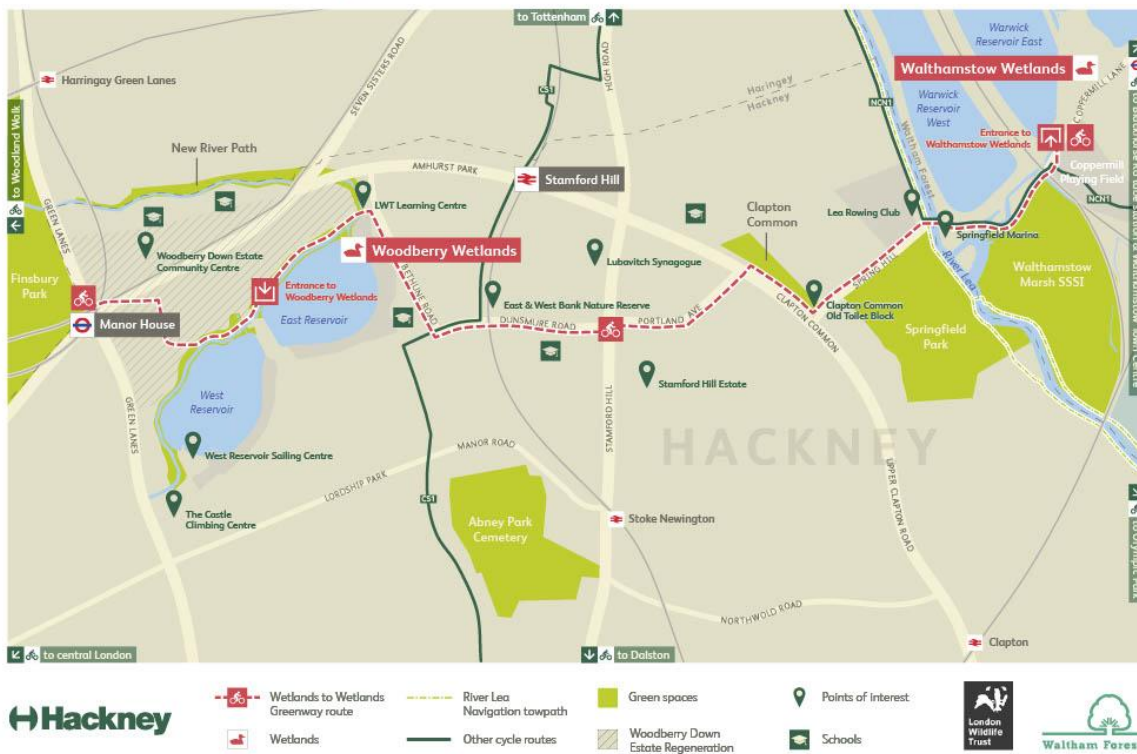 to Tottenham
Warwick
Reservoir East
Walthamstow Wetlands
COPPERMILL LANE
Harringay Green Lanes
SEVEN SISTERS ROAD
HIGH ROAD
CS1
Haringey
Hackney
NCN1
Waltham Forest
Warwick
Reservoir
West
Entrance to
Walthamstow Wetlands
to Woodland Walk
New River Path
AMHURST PARK
Stamford Hill
Coppermill
Playing Field
NCN1
GREEN LANES
LWT Learning Centre
Clapton
Common
Lea Rowing Club
Springfield Marina
Woodberry Down Estate
Community Centre
Woodberry Wetlands
Lubavitch Synagogue
SPRING HILL
River Lea
Walthamstow
Marsh SSSI
Finsbury
Park
Entrance to
Woodberry Wetlands
BETHUNE ROAD
East & West Bank Nature Reserve
Clapton Common
Old Toilet Block
Manor House
East Reservoir
DUNSMURE ROAD
PORTLAND AVE
CLAPTON COMMON
Springfield
Park
Stamford Hill Estate
West
Reservoir
GREEN LANES
STAMFORD HILL
HACKNEY
West Reservoir Sailing Centre
MANOR ROAD
LORDSHIP PARK
UPPER CLAPTON ROAD
CS1
The Castle
Climbing Centre
Abney Park
Cemetery
Stoke Newington
NORTHWOLD ROAD
Clapton
to central London
to Dalston
Hackney
Wetlands to Wetlands
Greenway route
River Lea
Navigation towpath
Green spaces
Points of interest
Wetlands
Other cycle routes
Woodberry Down
Estate Regeneration
Schools
London
Wildlife
Trust
Waltham Forest